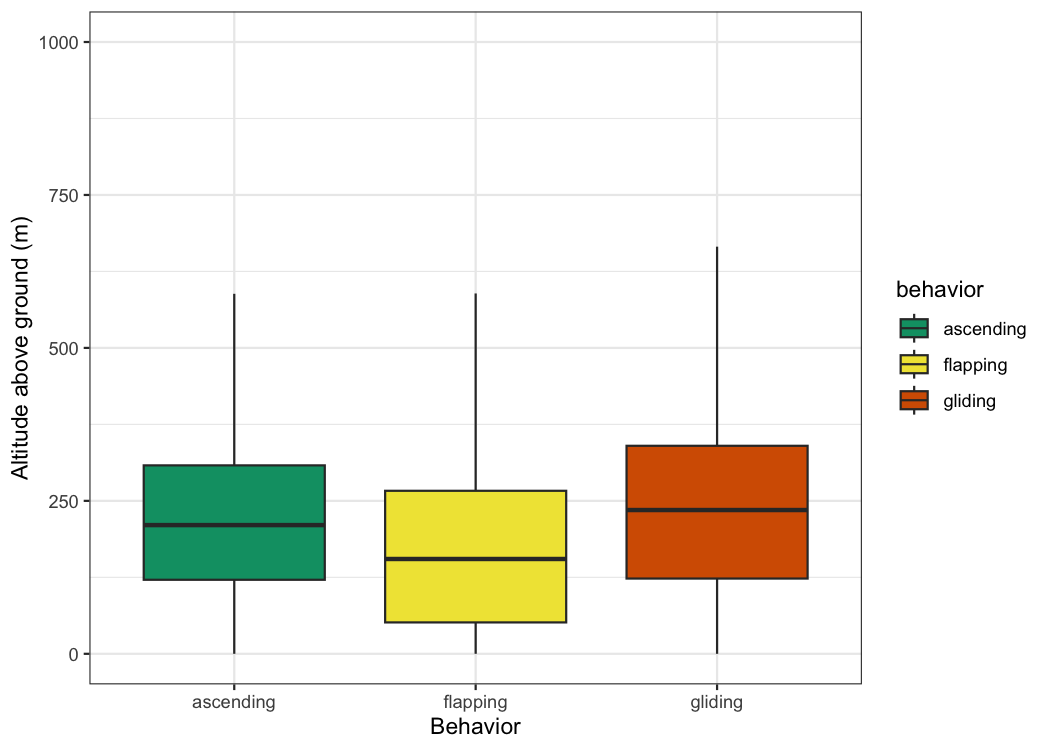 Altitude above ground (m)
1000
750
500
250
0
ascending flapping gliding
Behavior
behavior
ascending
flapping
gliding